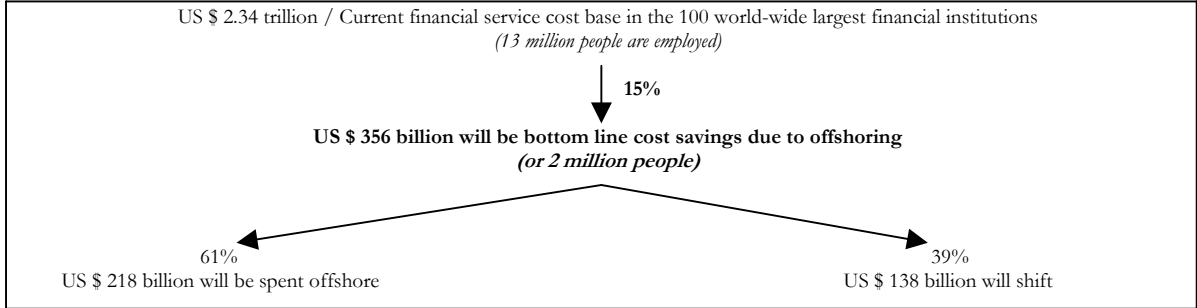 US $ 2.34 trillion / Current financial service cost base in the 100 world-wide largest financial institutions
(13 million people are employed)
15%
US $ 356 billion will be bottom line cost savings due to offshoring
(or 2 million people)
61%
39%
US $ 218 billion will be spent offshore
US $ 138 billion will shift